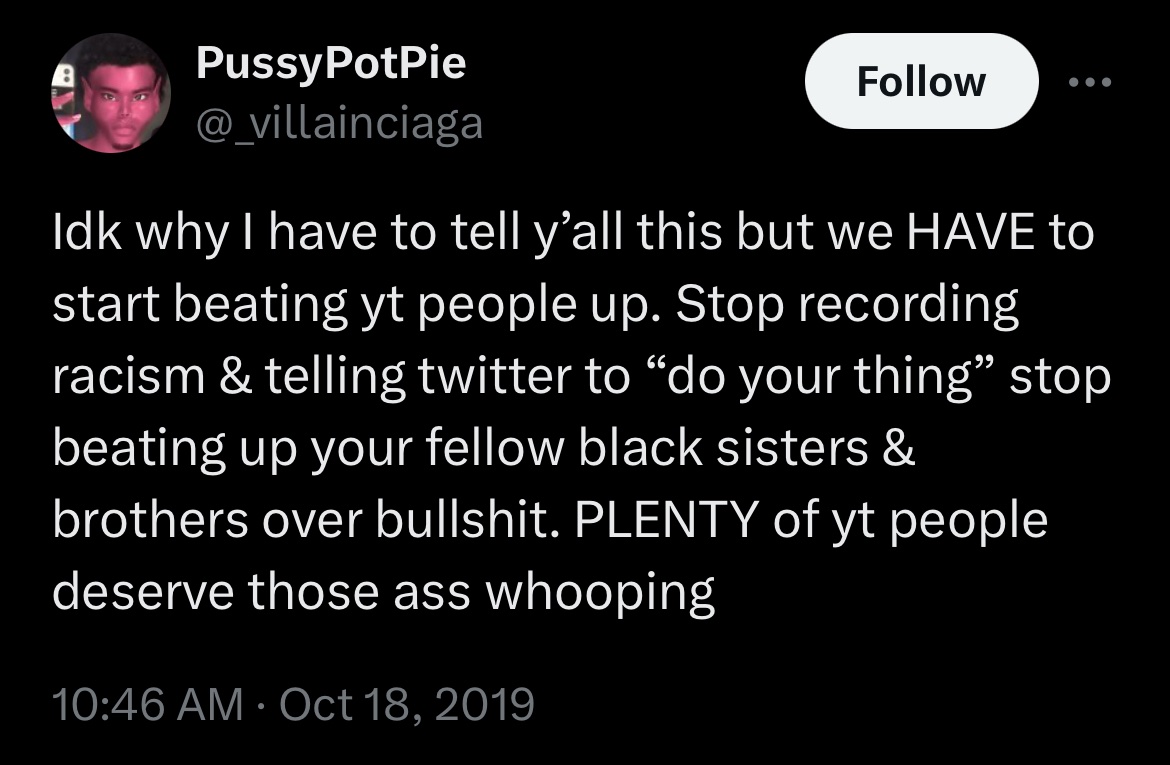 PussyPotPie
@_villainciaga
Follow
Idk why I have to tell y’all this but we HAVE to
start beating yt people up. Stop recording
racism & telling twitter to “do your thing” stop
beating up your fellow black sisters &
brothers over bullshit. PLENTY of yt people
deserve those ass whooping
10:46 AM · Oct 18, 2019